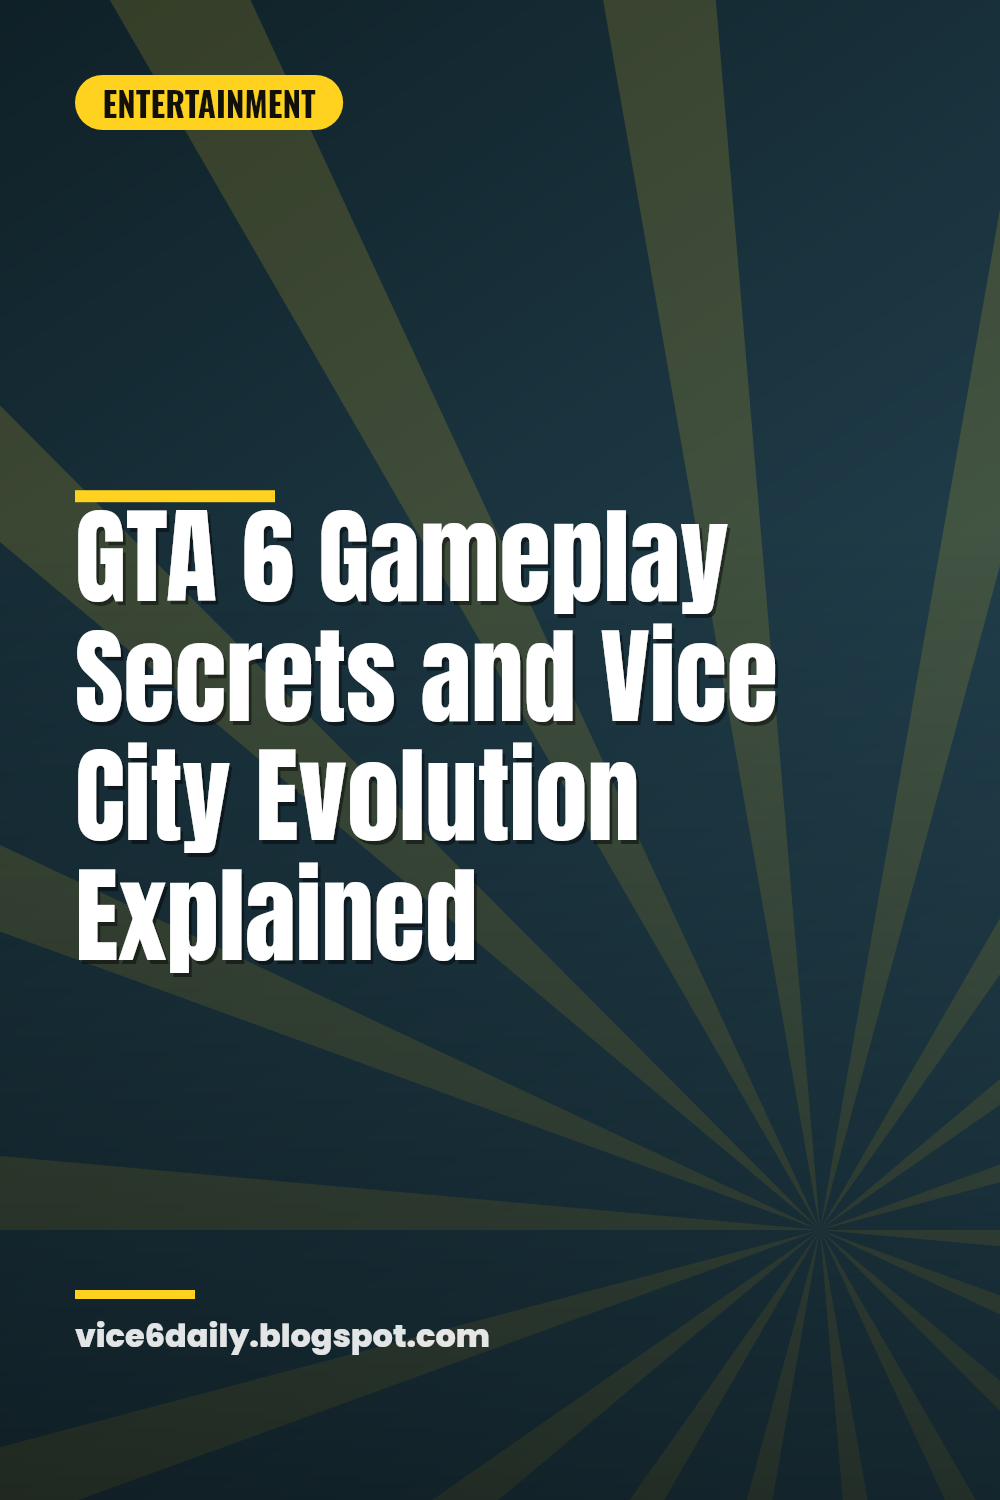 ENTERTAINMENT
GTA 6 Gameplay
Secrets and Vice
City Evolution
Explained
vice6daily.blogspot.com